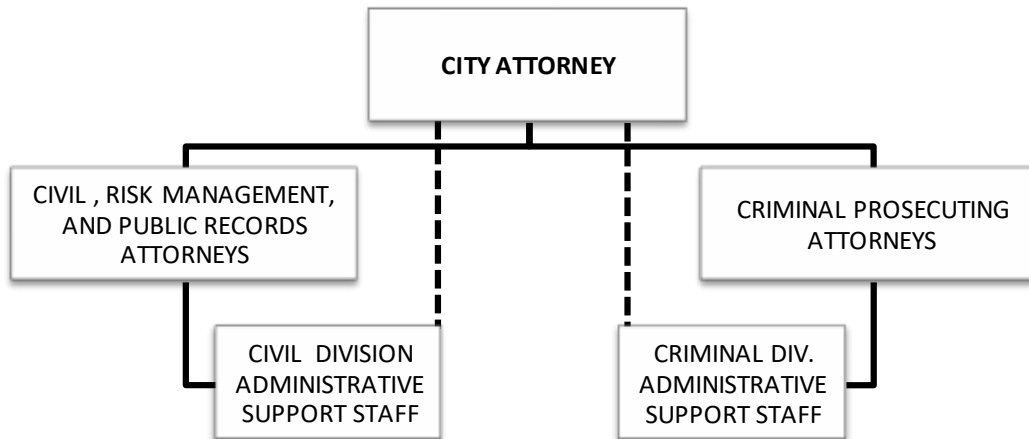 CITY ATTORNEY
CIVIL , RISK MANAGEMENT,
AND PUBLIC RECORDS
ATTORNEYS
CRIMINAL PROSECUTING
ATTORNEYS
CIVIL DIVISION
ADMINISTRATIVE
SUPPORT STAFF
CRIMINAL DIV.
ADMINISTRATIVE
SUPPORT STAFF